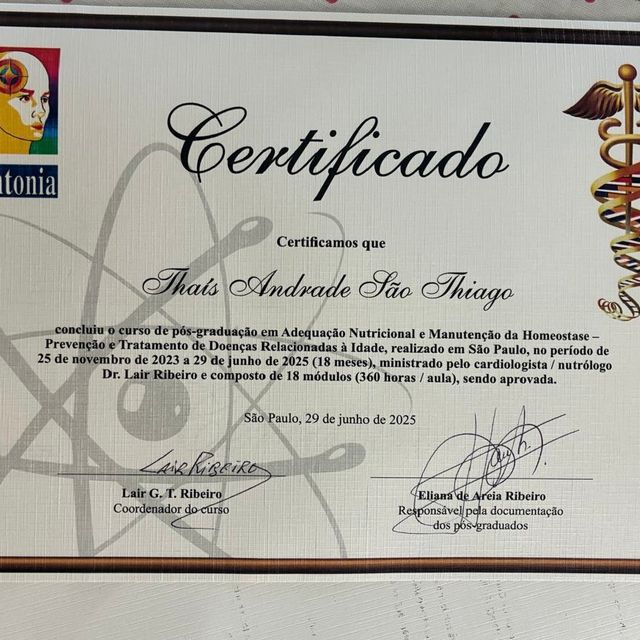 ntonia
Certificado
Certificamos que
Thaís Andrade São Thiago
concluiu o curso de pós-graduação em Adequação Nutricional e Manutenção da Homeostase –
Prevenção e Tratamento de Doenças Relacionadas à Idade, realizado em São Paulo, no período de
25 de novembro de 2023 a 29 de junho de 2025 (18 meses), ministrado pelo cardiologista / nutrólogo
Dr. Lair Ribeiro e composto de 18 módulos (360 horas / aula), sendo aprovada.
São Paulo, 29 de junho de 2025
LAIR RIBEIRO
Lair G. T. Ribeiro
Coordenador do curso
Eliana de Areia Ribeiro
Responsável pela documentação
dos pós-graduados